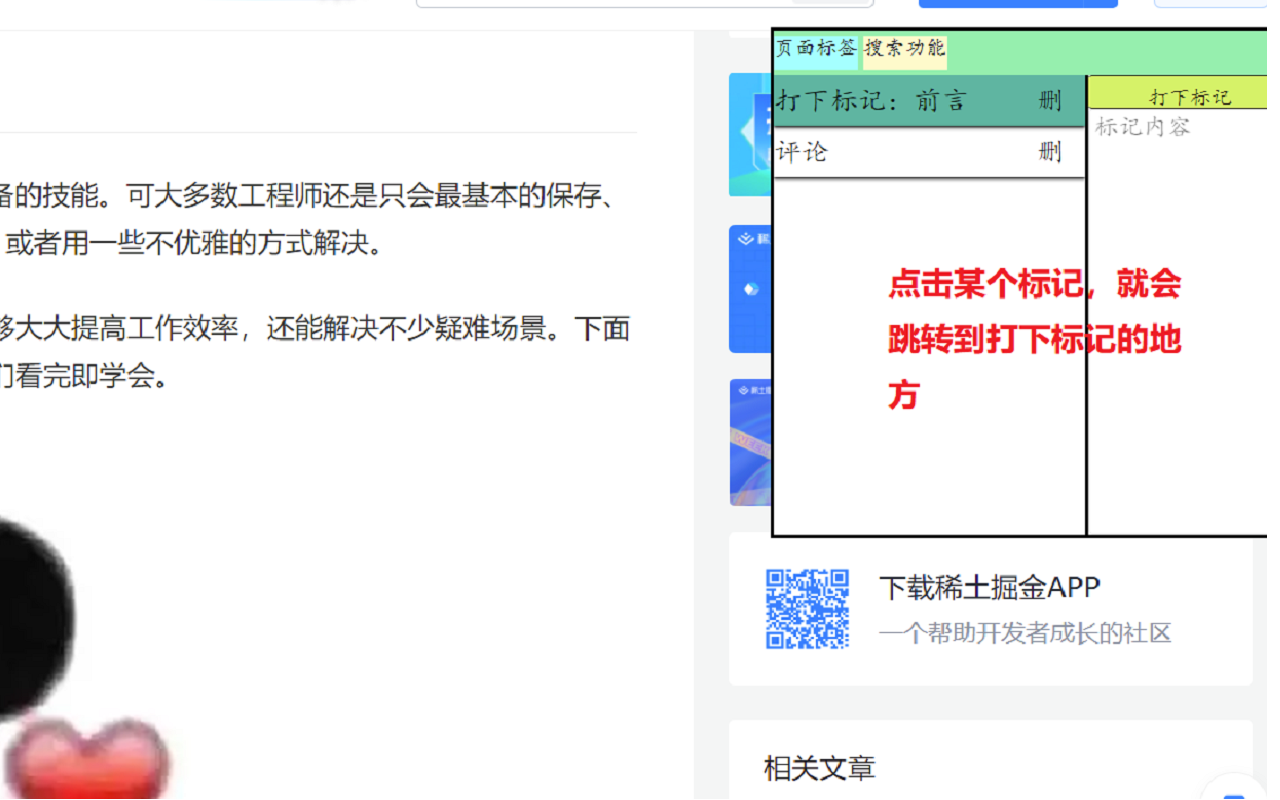 页面标签 搜索功能
打下标记：前言 删
打下标记
评论 删
标记内容
点击某个标记，就会
跳转到打下标记的地
方
备的技能。可大多数工程师还是只会最基本的保存、
或者用一些不优雅的方式解决。
够大大提高工作效率，还能解决不少疑难场景。下面
们看完即学会。
下载稀土掘金APP
一个帮助开发者成长的社区
相关文章